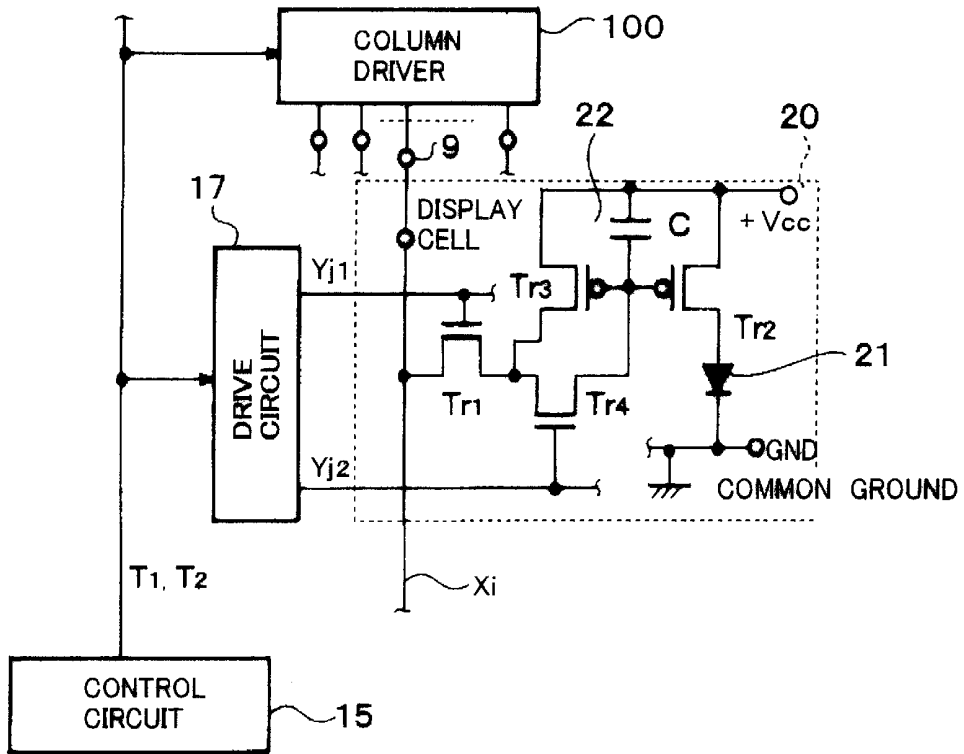 COLUMN
DRIVER
100
9
22
20
17
DISPLAY
CELL
C
+Vcc
Yj1
Tr3
Tr2
21
DRIVE
CIRCUIT
Tr1
Tr4
Yj2
GND
COMMON GROUND
T1, T2
Xi
CONTROL
CIRCUIT
15